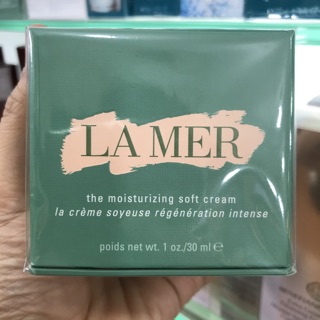 LA MER
the moisturizing soft cream
la crème soyeuse régénération intense
poids net wt. 1 oz./30 ml ℮